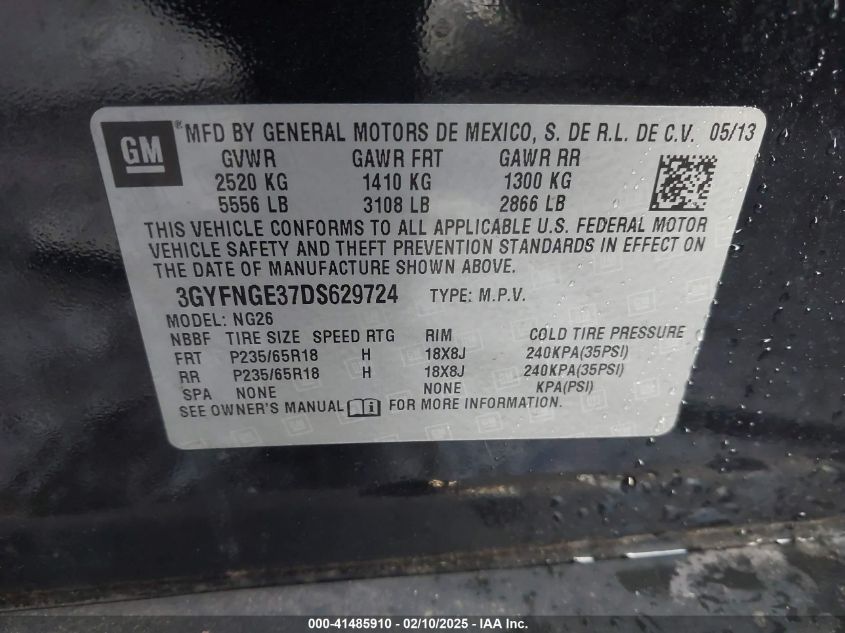 GM ® MFD BY GENERAL MOTORS DE MEXICO, S. DE R.L. DE C.V. 05/13
GVWR GAWR FRT GAWR RR
2520 KG 1410 KG 1300 KG
5556 LB 3108 LB 2866 LB
THIS VEHICLE CONFORMS TO ALL APPLICABLE U.S. FEDERAL MOTOR
VEHICLE SAFETY AND THEFT PREVENTION STANDARDS IN EFFECT ON
THE DATE OF MANUFACTURE SHOWN ABOVE.
3GYFNGE37DS629724 TYPE: M.P.V.
MODEL: NG26
NBBF TIRE SIZE SPEED RTG RIM COLD TIRE PRESSURE
FRT P235/65R18 H 18X8J 240KPA(35PSI)
RR P235/65R18 H 18X8J 240KPA(35PSI)
SPA NONE NONE KPA(PSI)
SEE OWNER'S MANUAL FOR MORE INFORMATION.
000-41485910 - 02/10/2025 - IAA Inc.